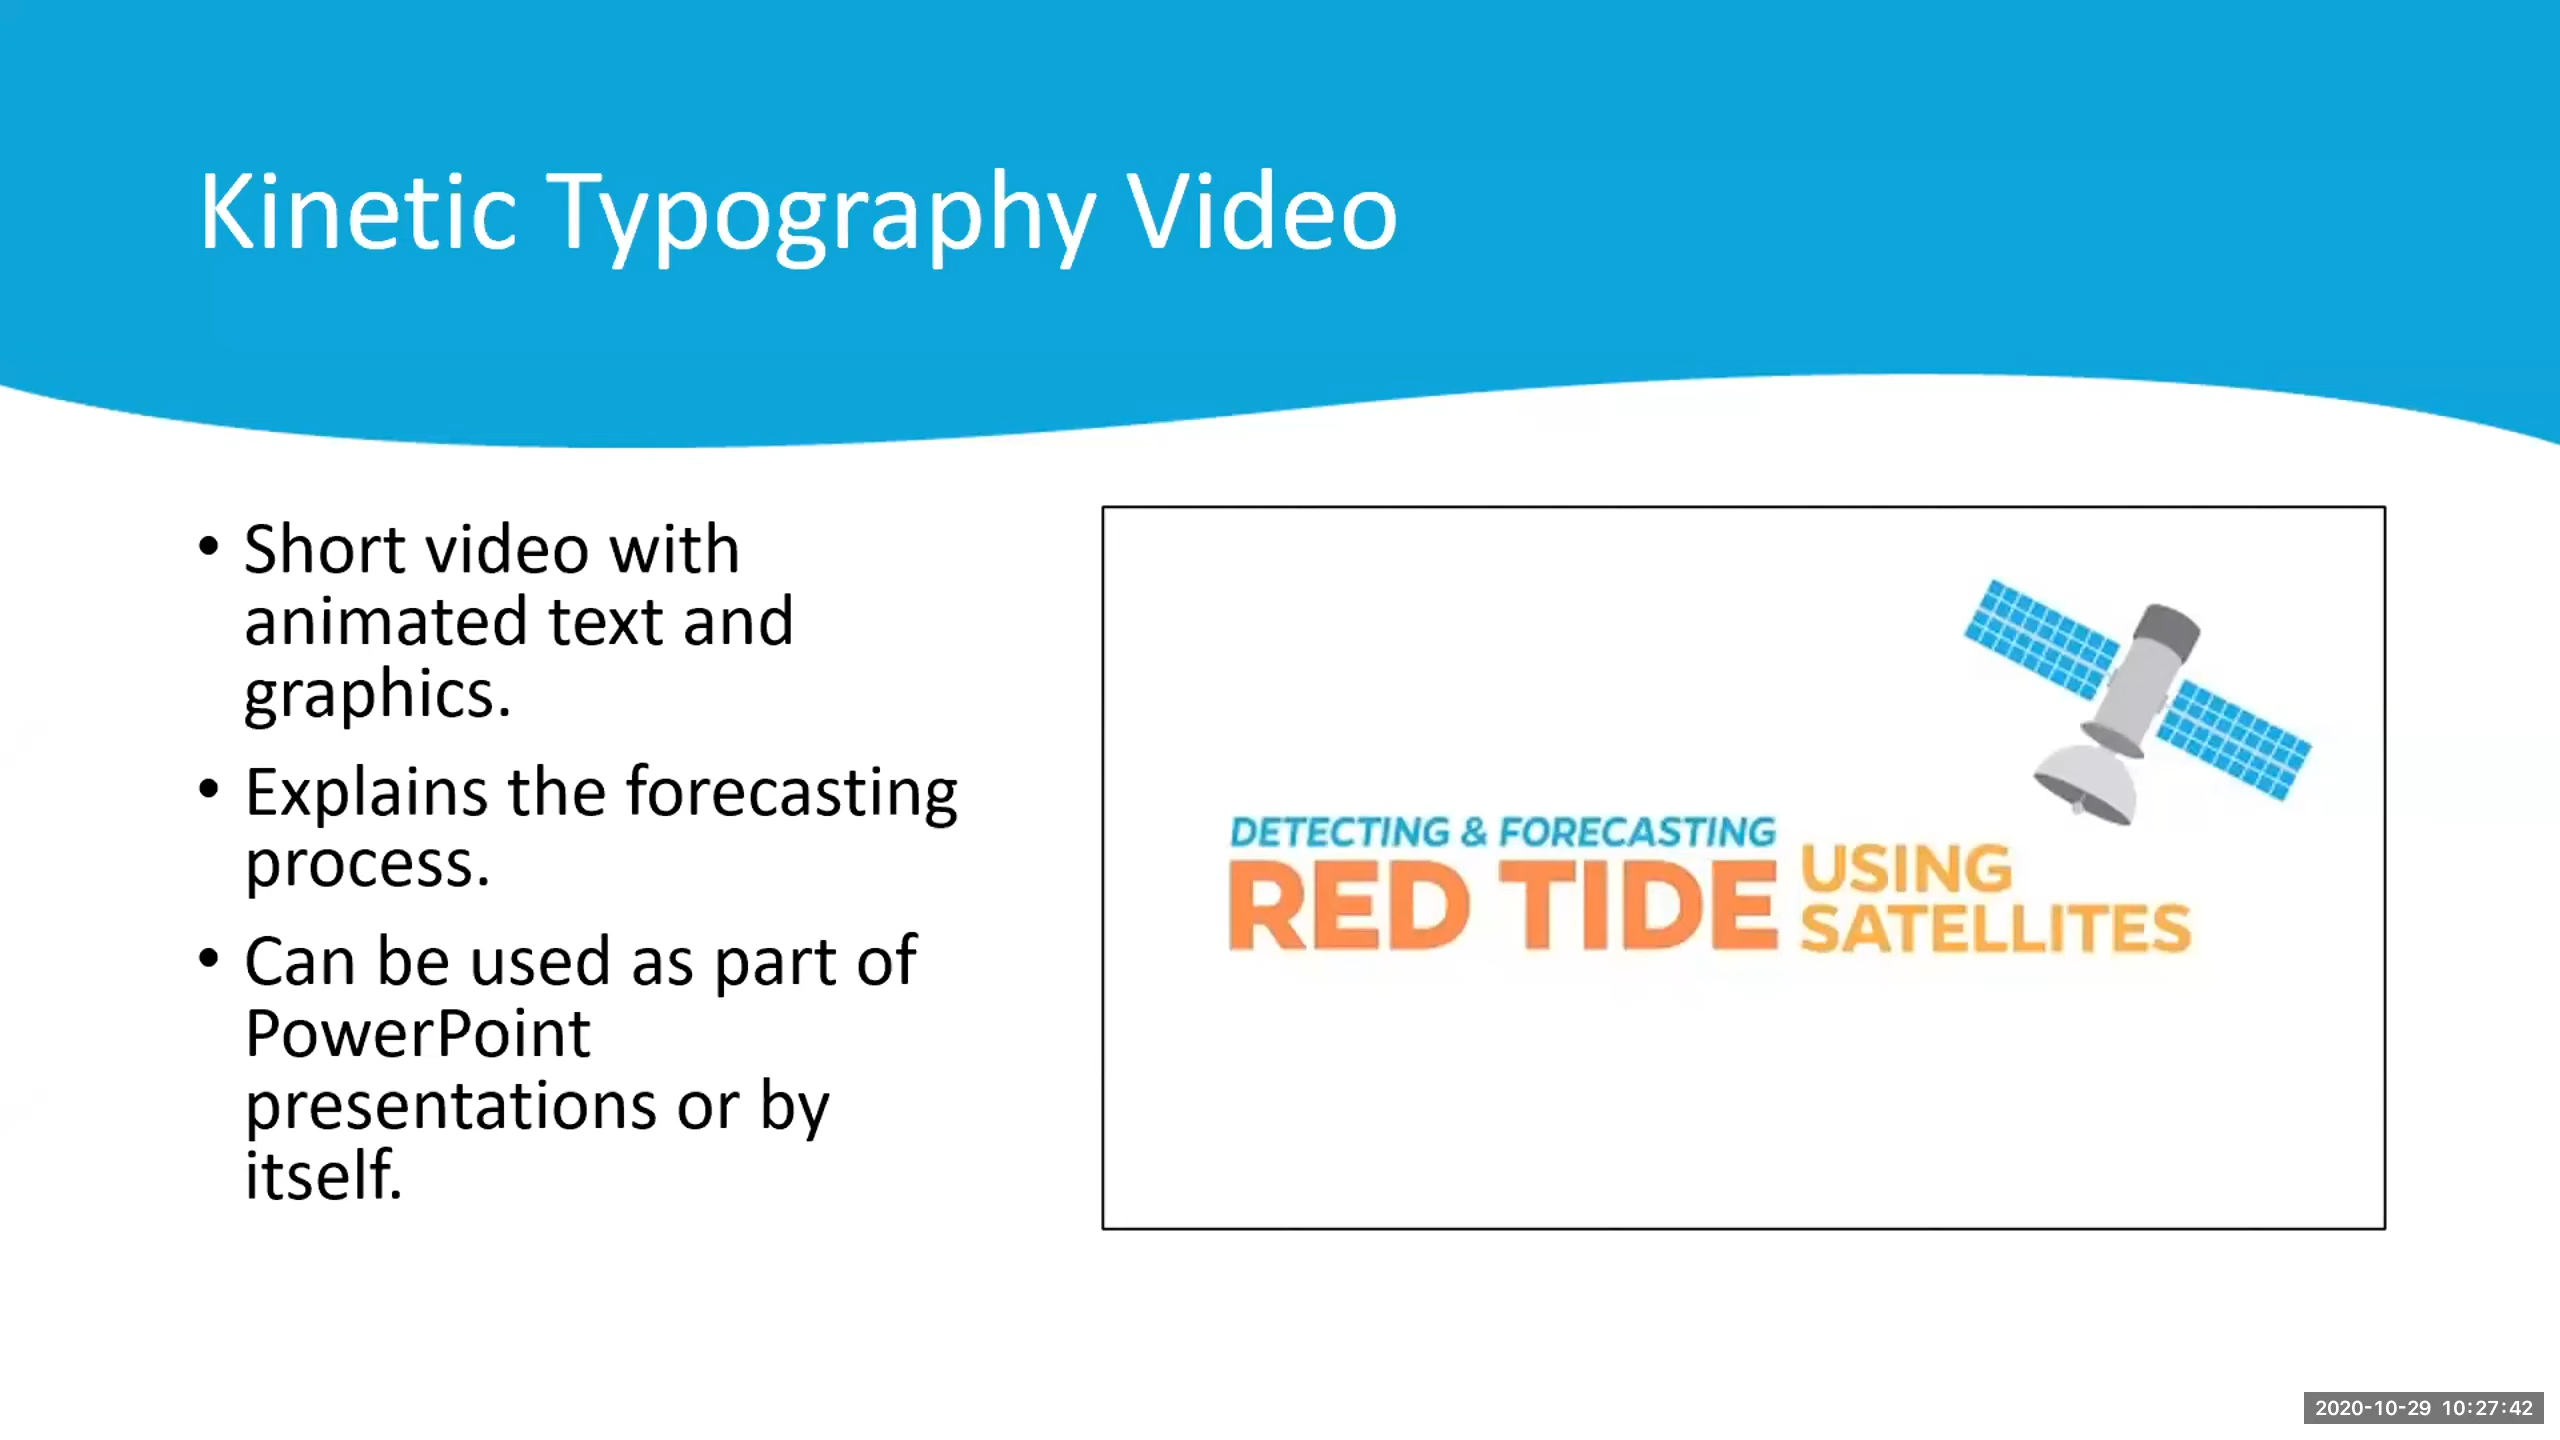 Kinetic Typography Video
• Short video with
animated text and
graphics.
• Explains the forecasting
process.
• Can be used as part of
PowerPoint
presentations or by
itself.
DETECTING & FORECASTING
RED TIDE USING
SATELLITES
2020-10-29 10:27:42